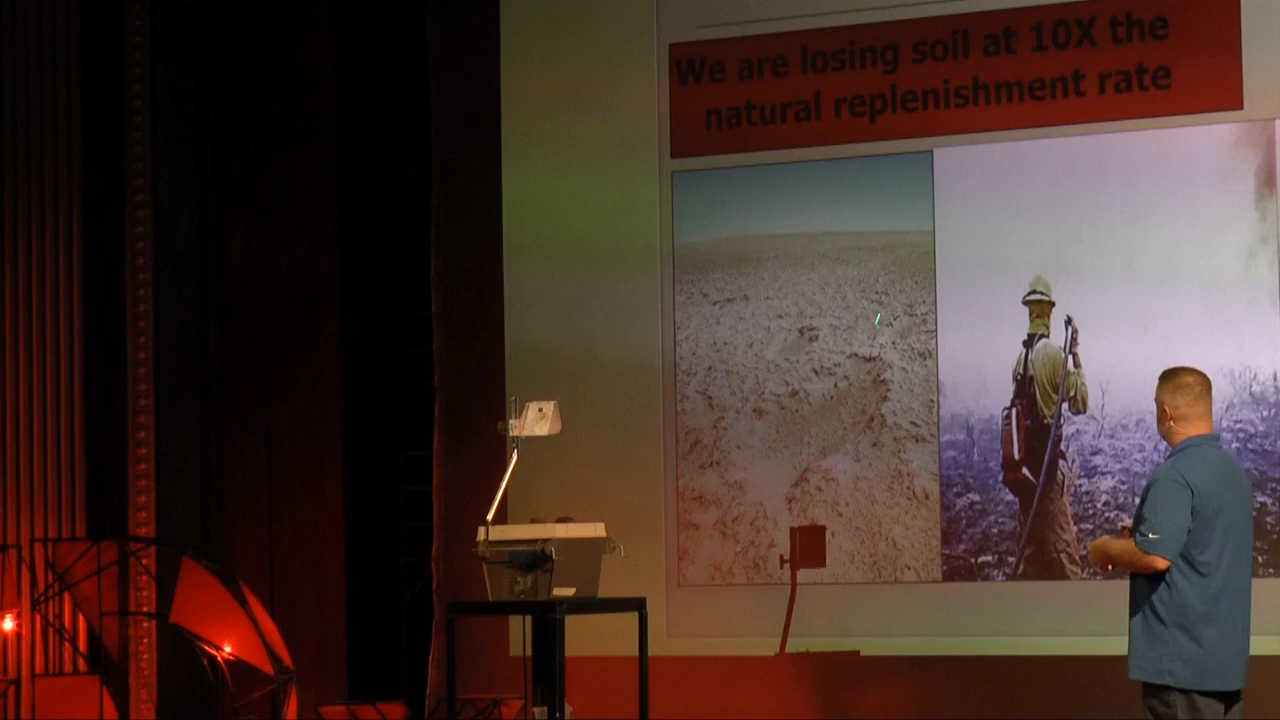 We are losing soil at 10X the
natural replenishment rate